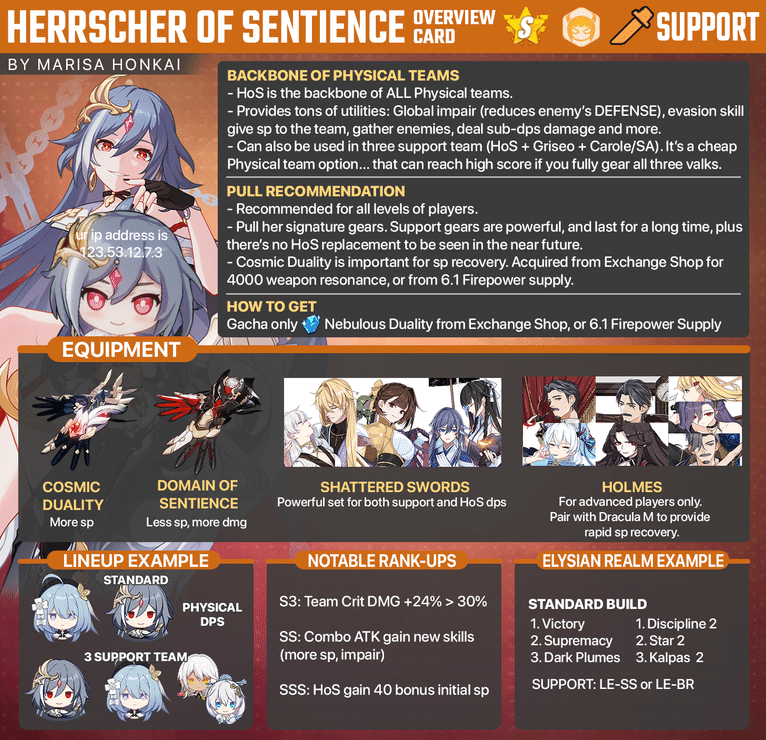 HERRSCHER OF SENTIENCE OVERVIEW CARD S SUPPORT
BY MARISA HONKAI
ur ip address is
123.53.12.7.3
BACKBONE OF PHYSICAL TEAMS
- HoS is the backbone of ALL Physical teams.
- Provides tons of utilities: Global impair (reduces enemy's DEFENSE), evasion skill
give sp to the team, gather enemies, deal sub-dps damage and more.
- Can also be used in three support team (HoS + Griseo + Carole/SA). It's a cheap
Physical team option... that can reach high score if you fully gear all three valks.
PULL RECOMMENDATION
- Recommended for all levels of players.
- Pull her signature gears. Support gears are powerful, and last for a long time, plus
there's no HoS replacement to be seen in the near future.
- Cosmic Duality is important for sp recovery. Acquired from Exchange Shop for
4000 weapon resonance, or from 6.1 Firepower supply.
HOW TO GET
Gacha only Nebulous Duality from Exchange Shop, or 6.1 Firepower Supply
EQUIPMENT
COSMIC
DUALITY
More sp
DOMAIN OF
SENTIENCE
Less sp, more dmg
SHATTERED SWORDS
Powerful set for both support and HoS dps
HOLMES
For advanced players only.
Pair with Dracula M to provide
rapid sp recovery.
LINEUP EXAMPLE
STANDARD
PHYSICAL
DPS
3 SUPPORT TEAM
NOTABLE RANK-UPS
S3: Team Crit DMG +24% > 30%
SS: Combo ATK gain new skills
(more sp, impair)
SSS: HoS gain 40 bonus initial sp
ELYSIAN REALM EXAMPLE
STANDARD BUILD
1. Victory
2. Supremacy
3. Dark Plumes
1. Discipline 2
2. Star 2
3. Kalpas 2
SUPPORT: LE-SS or LE-BR